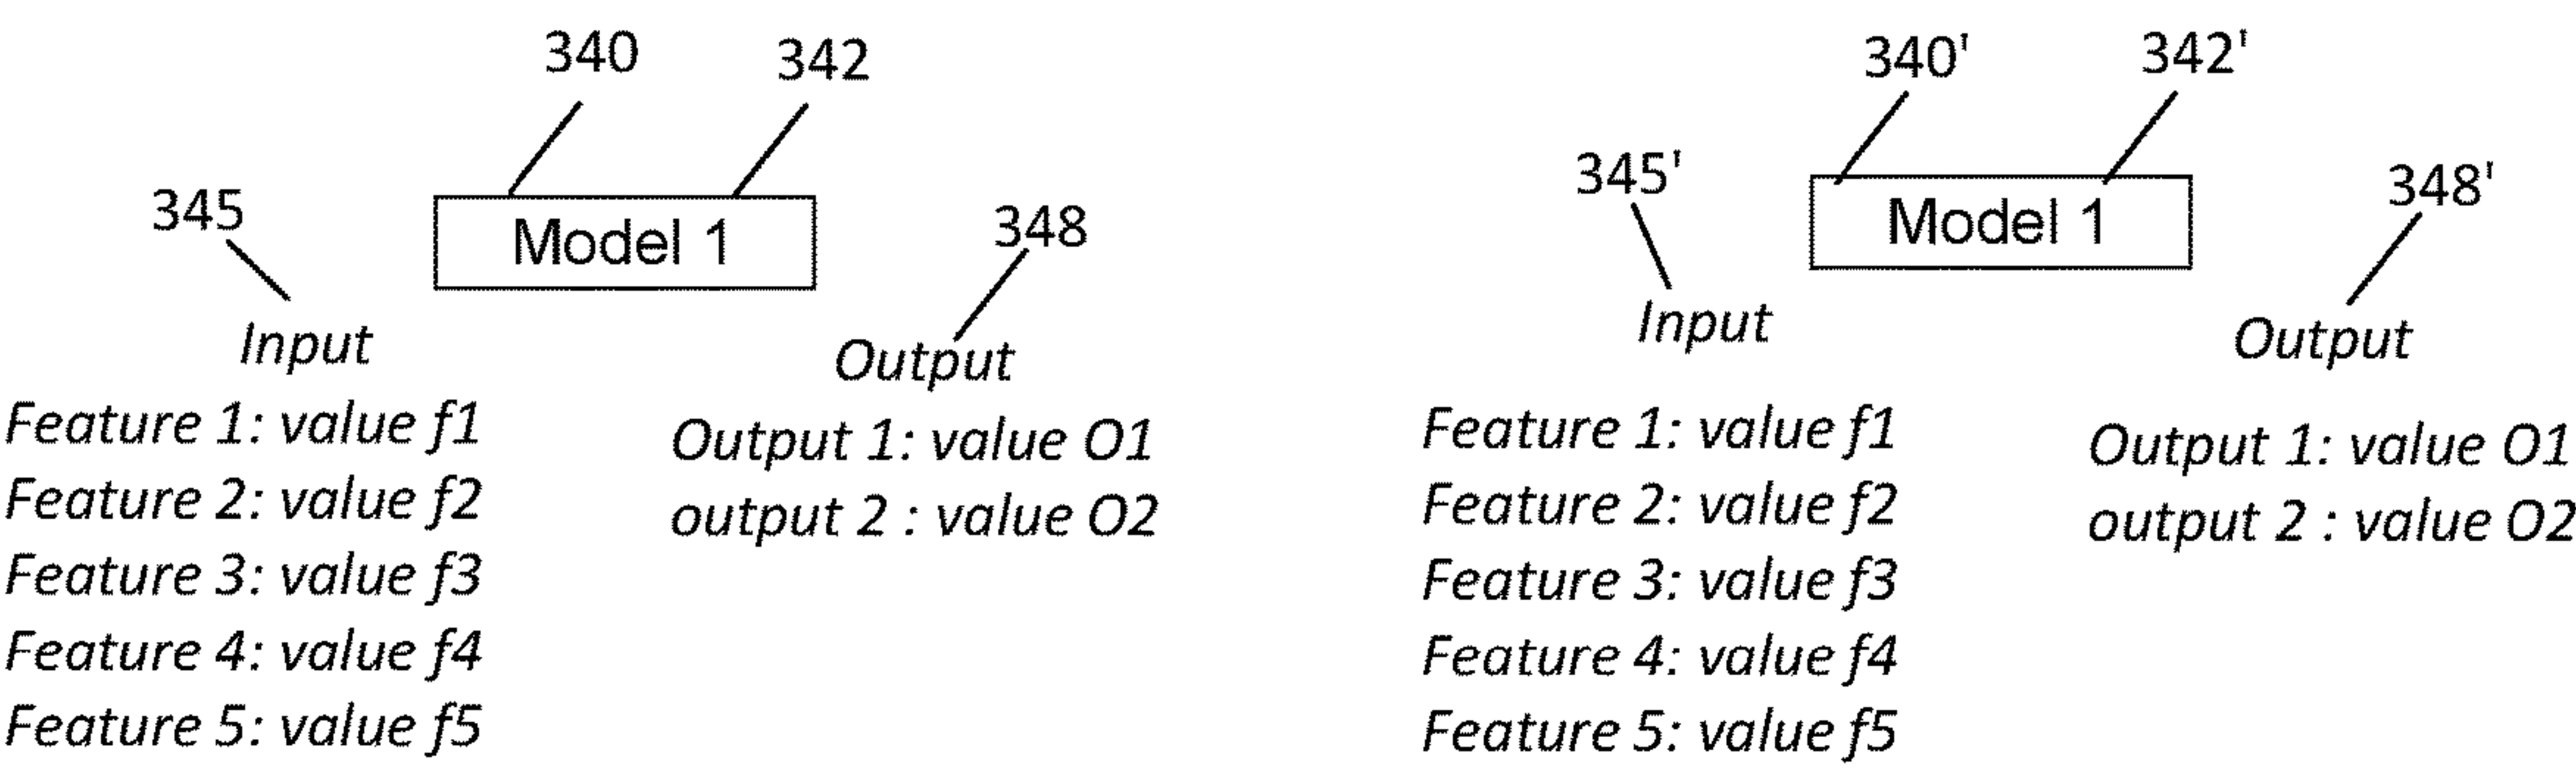 340
342
345
Model 1
348
Input
Output
Feature 1: value f1
Feature 2: value f2
Feature 3: value f3
Feature 4: value f4
Feature 5: value f5
Output 1: value O1
output 2 : value O2
340'
342'
345'
Model 1
348'
Input
Output
Feature 1: value f1
Feature 2: value f2
Feature 3: value f3
Feature 4: value f4
Feature 5: value f5
Output 1: value O1
output 2 : value O2